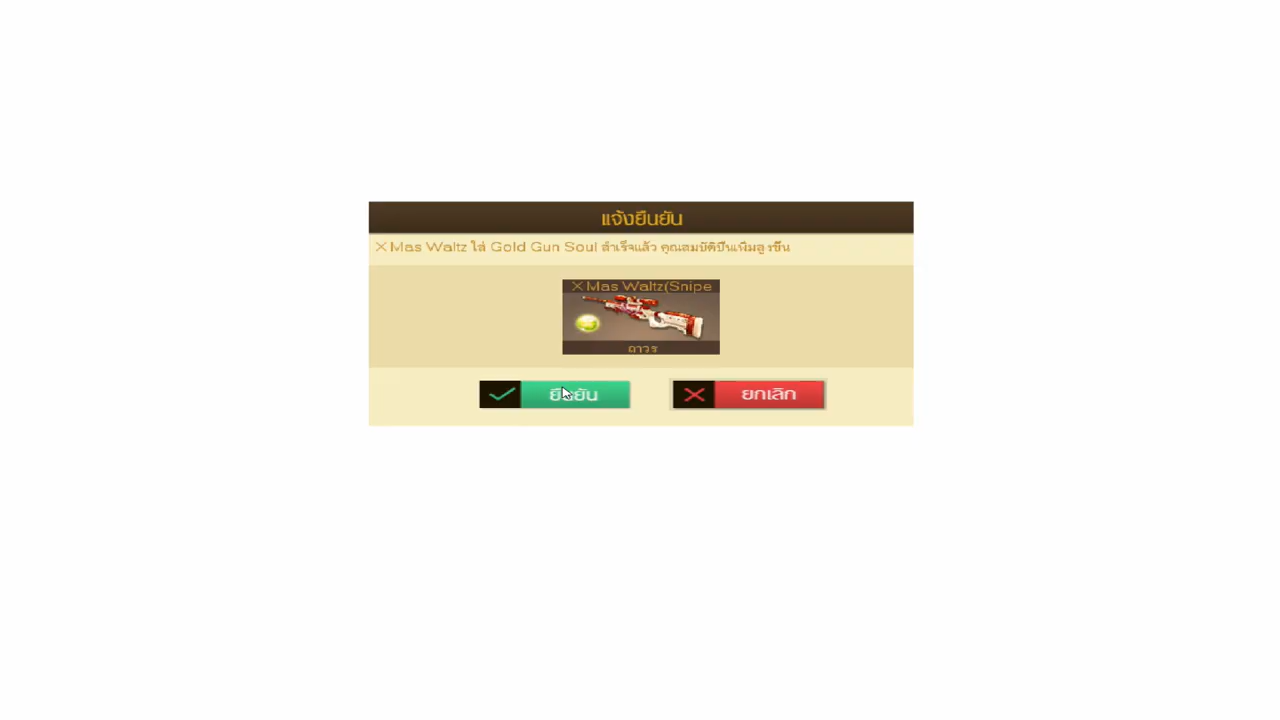 แจ้งยืนยัน
XMas Waltz ใส่ Gold Gun Soul สำเร็จแล้ว คุณสมบัติปืนเพิ่มสูงขึ้น
XMas Waltz(Snipe
ถาวร
ยืนยัน
ยกเลิก